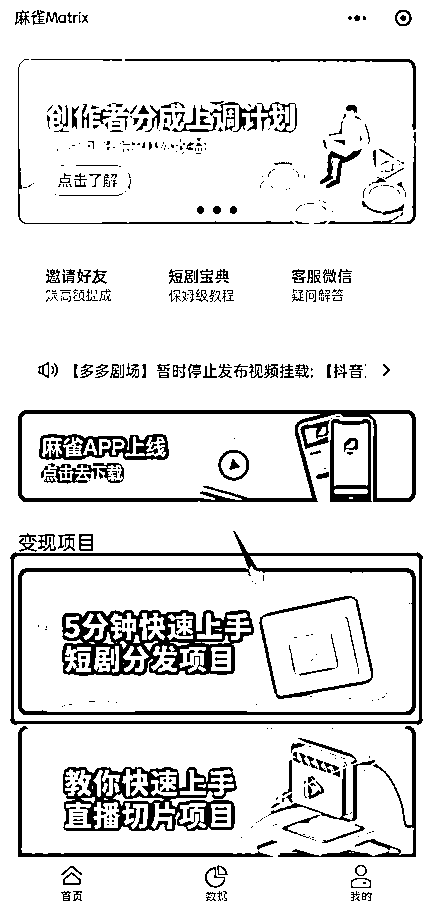 麻雀Matrix
创作者分成上调计划
点击了解
邀请好友
短剧宝典
客服微信
享高额提成
保姆级教程
疑问解答
【多多剧场】暂时停止发布视频挂载;【抖音】
麻雀APP上线
点击去下载
变现项目
5分钟快速上手
短剧分发项目
教你快速上手
直播切片项目
首页
数据
我的